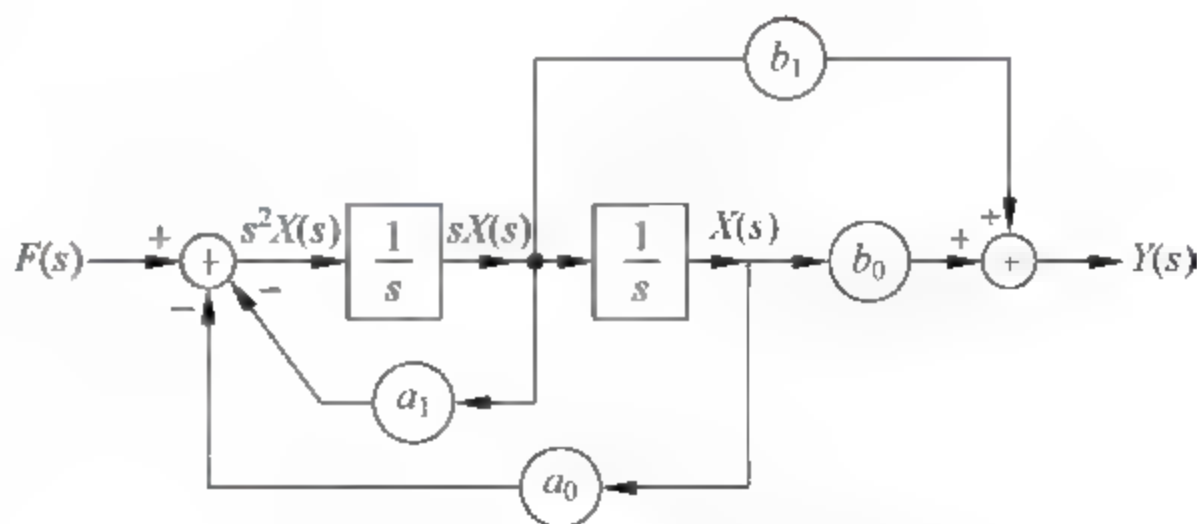 b₁
+
F(s)
+
+
s²X(s)
1
s
sX(s)
1
s
X(s)
b₀
+
+
Y(s)
−
−
a₁
a₀